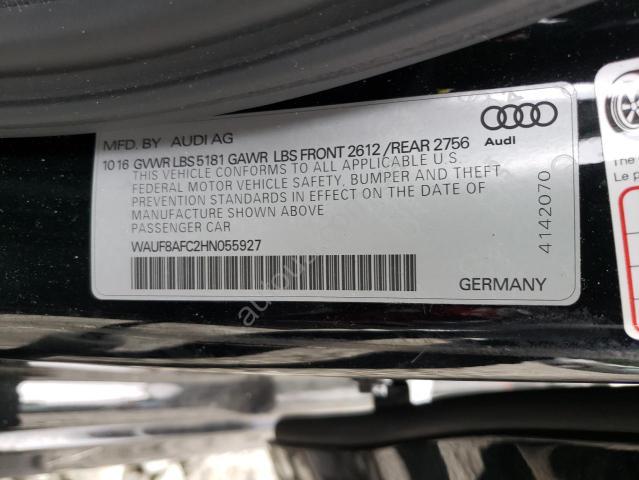 MFD. BY AUDI AG
Audi
10 16 GVWR LBS 5181 GAWR LBS FRONT 2612 / REAR 2756
THIS VEHICLE CONFORMS TO ALL APPLICABLE U.S.
FEDERAL MOTOR VEHICLE SAFETY, BUMPER AND THEFT
PREVENTION STANDARDS IN EFFECT ON THE DATE OF
MANUFACTURE SHOWN ABOVE
PASSENGER CAR
WAUF8AFC2HN055927
4142070
GERMANY
The
Le p